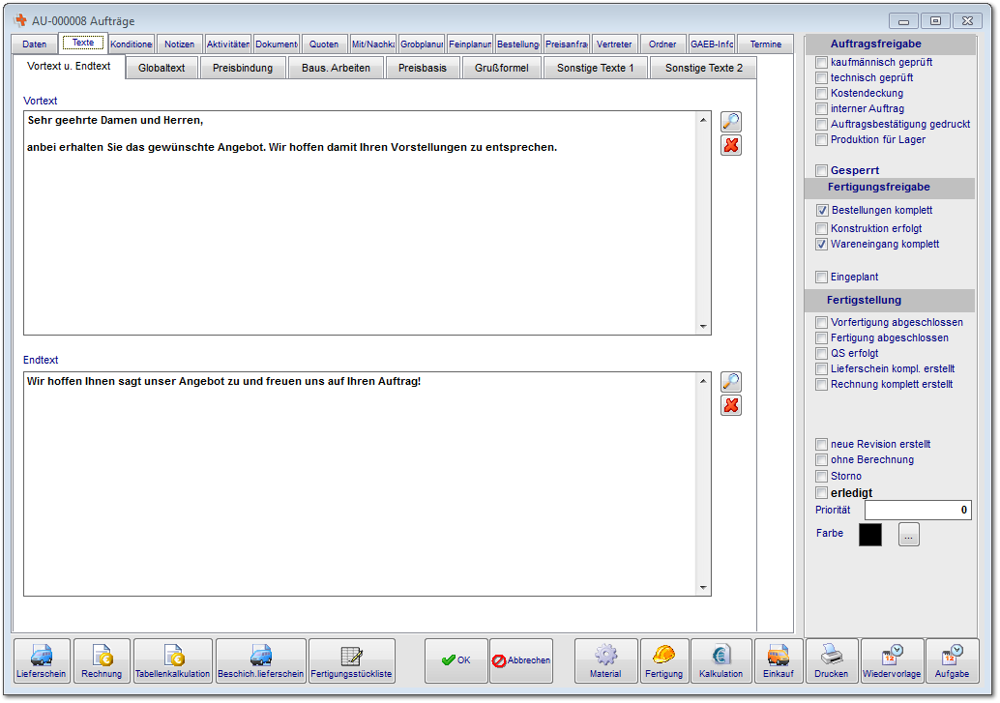 AU-000008 Aufträge
Daten Texte Konditione Notizen Aktivitäten Dokument Quoten Mit/Nachka Grobplanun Feinplanun Bestellung Preisanfra Vertreter Ordner GAEB-Info Termine
Vortext u. Endtext Globaltext Preisbindung Baus. Arbeiten Preisbasis Grußformel Sonstige Texte 1 Sonstige Texte 2
Vortext
Sehr geehrte Damen und Herren,
anbei erhalten Sie das gewünschte Angebot. Wir hoffen damit Ihren Vorstellungen zu entsprechen.
Endtext
Wir hoffen Ihnen sagt unser Angebot zu und freuen uns auf Ihren Auftrag!
Auftragsfreigabe
kaufmännisch geprüft
technisch geprüft
Kostendeckung
interner Auftrag
Auftragsbestätigung gedruckt
Produktion für Lager
Gesperrt
Fertigungsfreigabe
Bestellungen komplett
Konstruktion erfolgt
Wareneingang komplett
Eingeplant
Fertigstellung
Vorfertigung abgeschlossen
Fertigung abgeschlossen
QS erfolgt
Lieferschein kompl. erstellt
Rechnung komplett erstellt
neue Revision erstellt
ohne Berechnung
Storno
erledigt
Priorität 0
Farbe ...
Lieferschein Rechnung Tabellenkalkulation Beschich.lieferschein Fertigungsstückliste OK Abbrechen Material Fertigung Kalkulation Einkauf Drucken Wiedervorlage Aufgabe